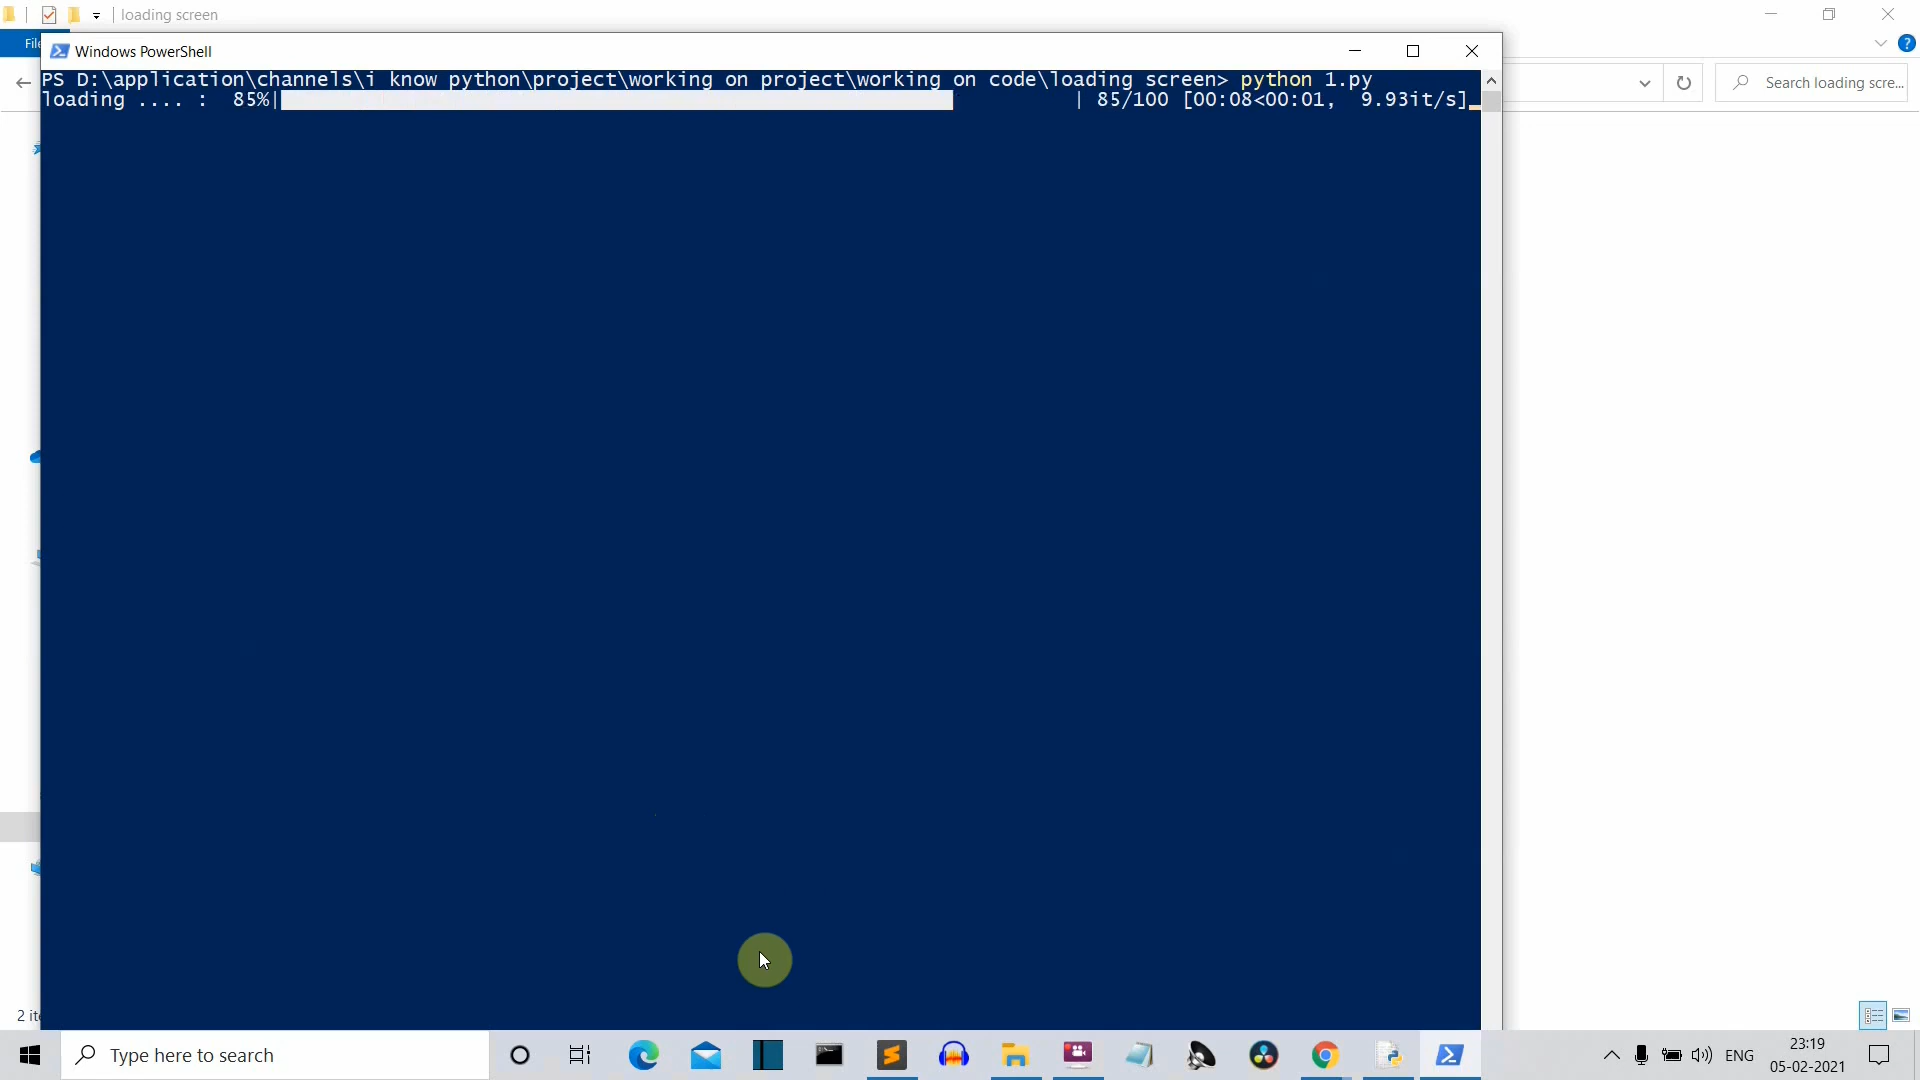 loading screen
File
Windows PowerShell
PS D:\application\channels\i know python\project\working on project\working on code\loading screen> python 1.py
loading .... :  85%| | 85/100 [00:08<00:01,  9.93it/s]
Search loading scre...
2
Type here to search
ENG
23:19
05-02-2021